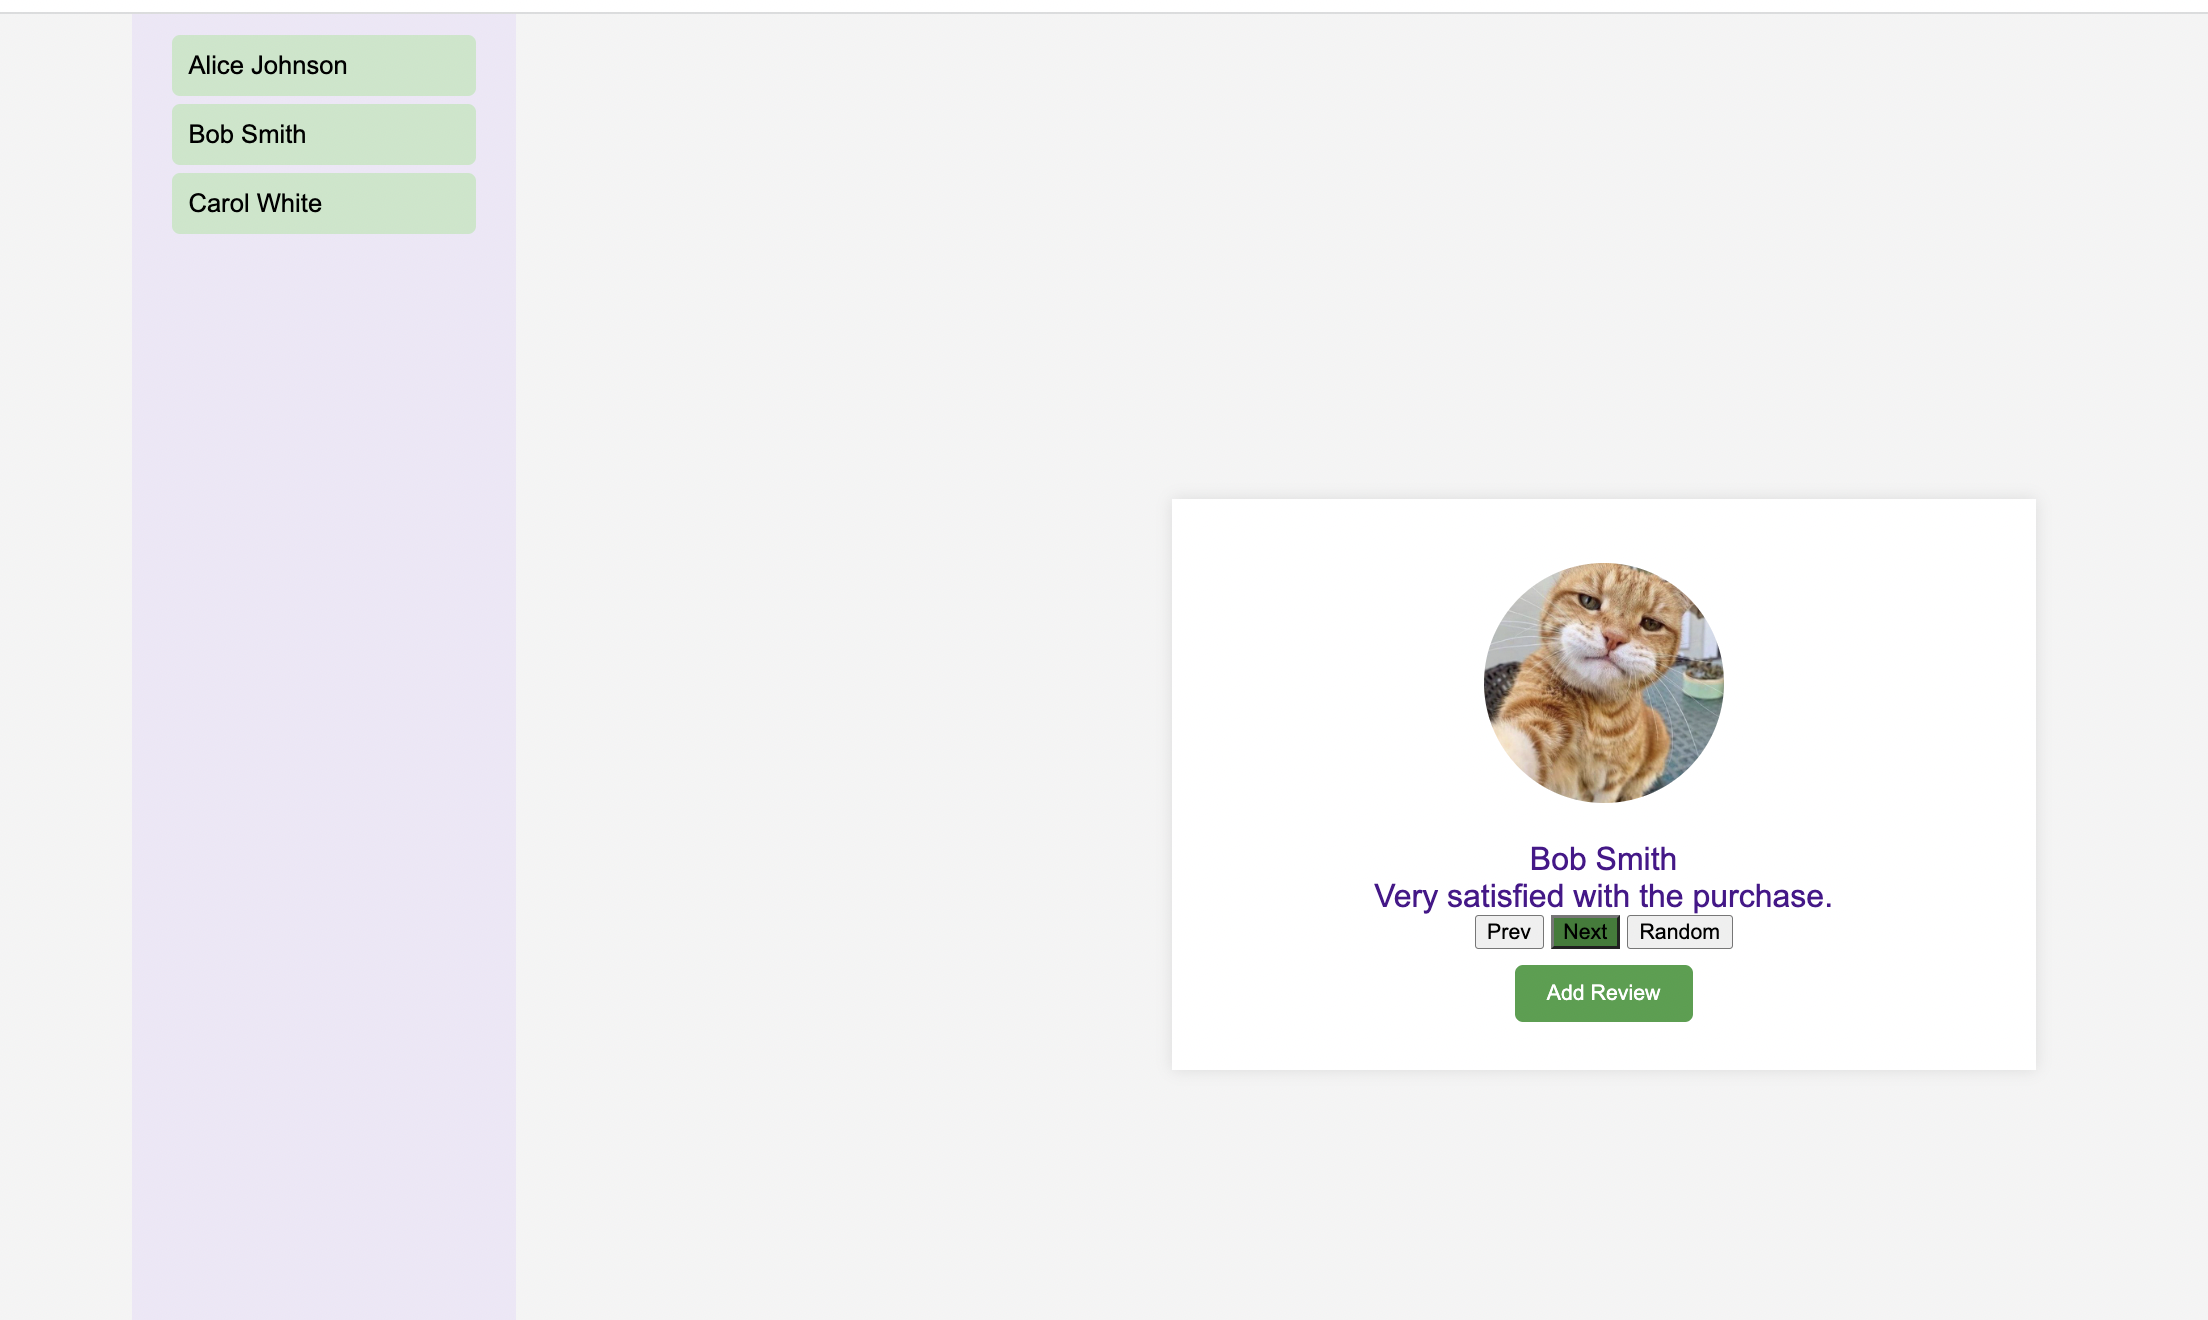 Alice Johnson
Bob Smith
Carol White
Bob Smith
Very satisfied with the purchase.
Prev Next Random
Add Review